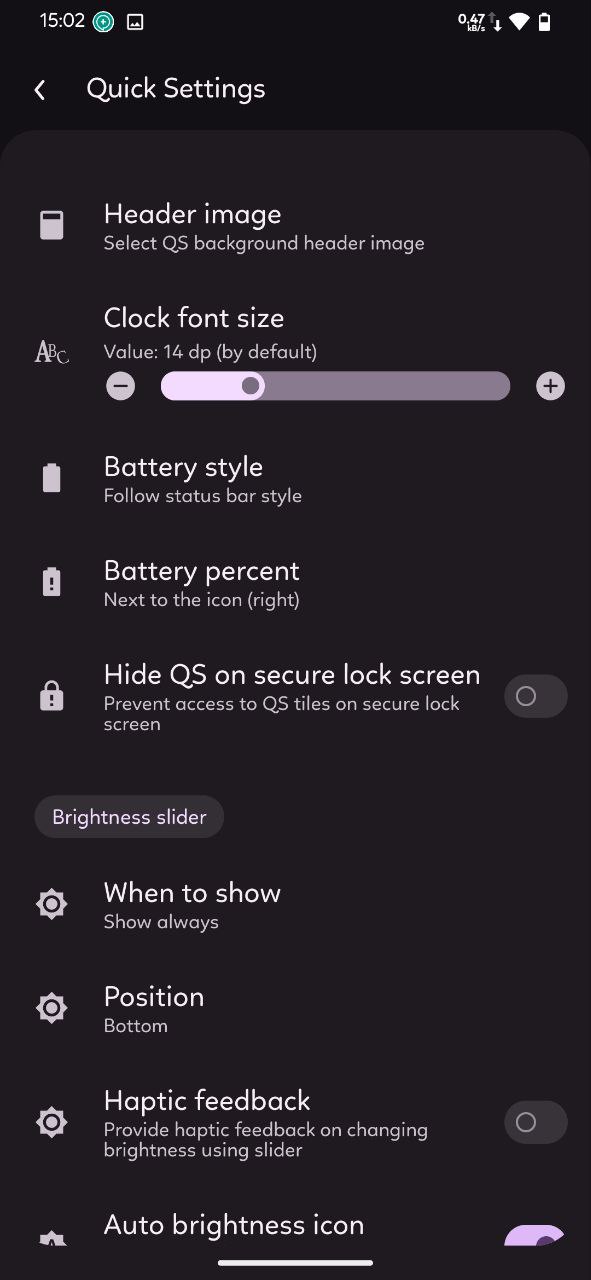 15:02
0.47
kB/s
Quick Settings
Header image
Select QS background header image
Clock font size
ABC
Value: 14 dp (by default)
Battery style
Follow status bar style
Battery percent
Next to the icon (right)
Hide QS on secure lock screen
Prevent access to QS tiles on secure lock
screen
Brightness slider
When to show
Show always
Position
Bottom
Haptic feedback
Provide haptic feedback on changing
brightness using slider
Auto brightness icon